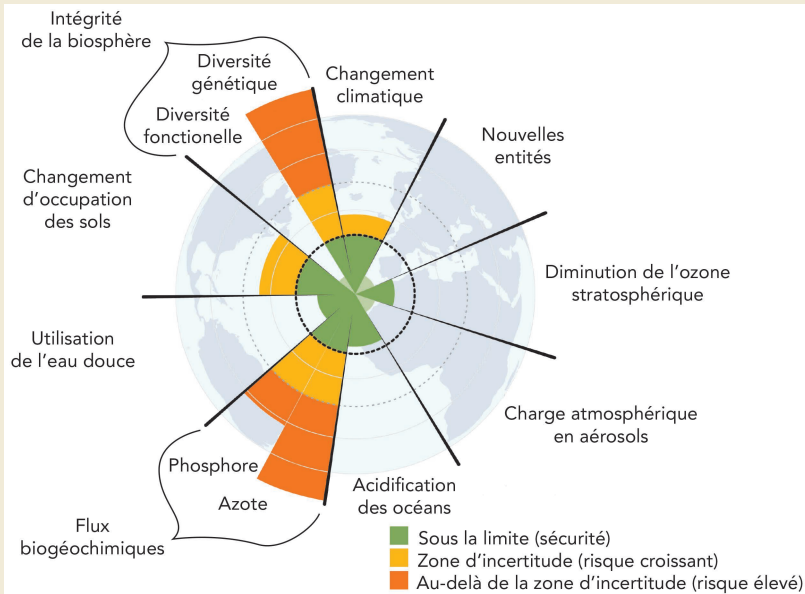 Intégrité
de la biosphère
Diversité
génétique
Diversité
fonctionelle
Changement
climatique
Nouvelles
entités
Changement
d'occupation
des sols
Diminution de l'ozone
stratosphérique
Utilisation
de l'eau douce
Charge atmosphérique
en aérosols
Phosphore
Azote
Flux
biogéochimiques
Acidification
des océans
Sous la limite (sécurité)
Zone d'incertitude (risque croissant)
Au-delà de la zone d'incertitude (risque élevé)